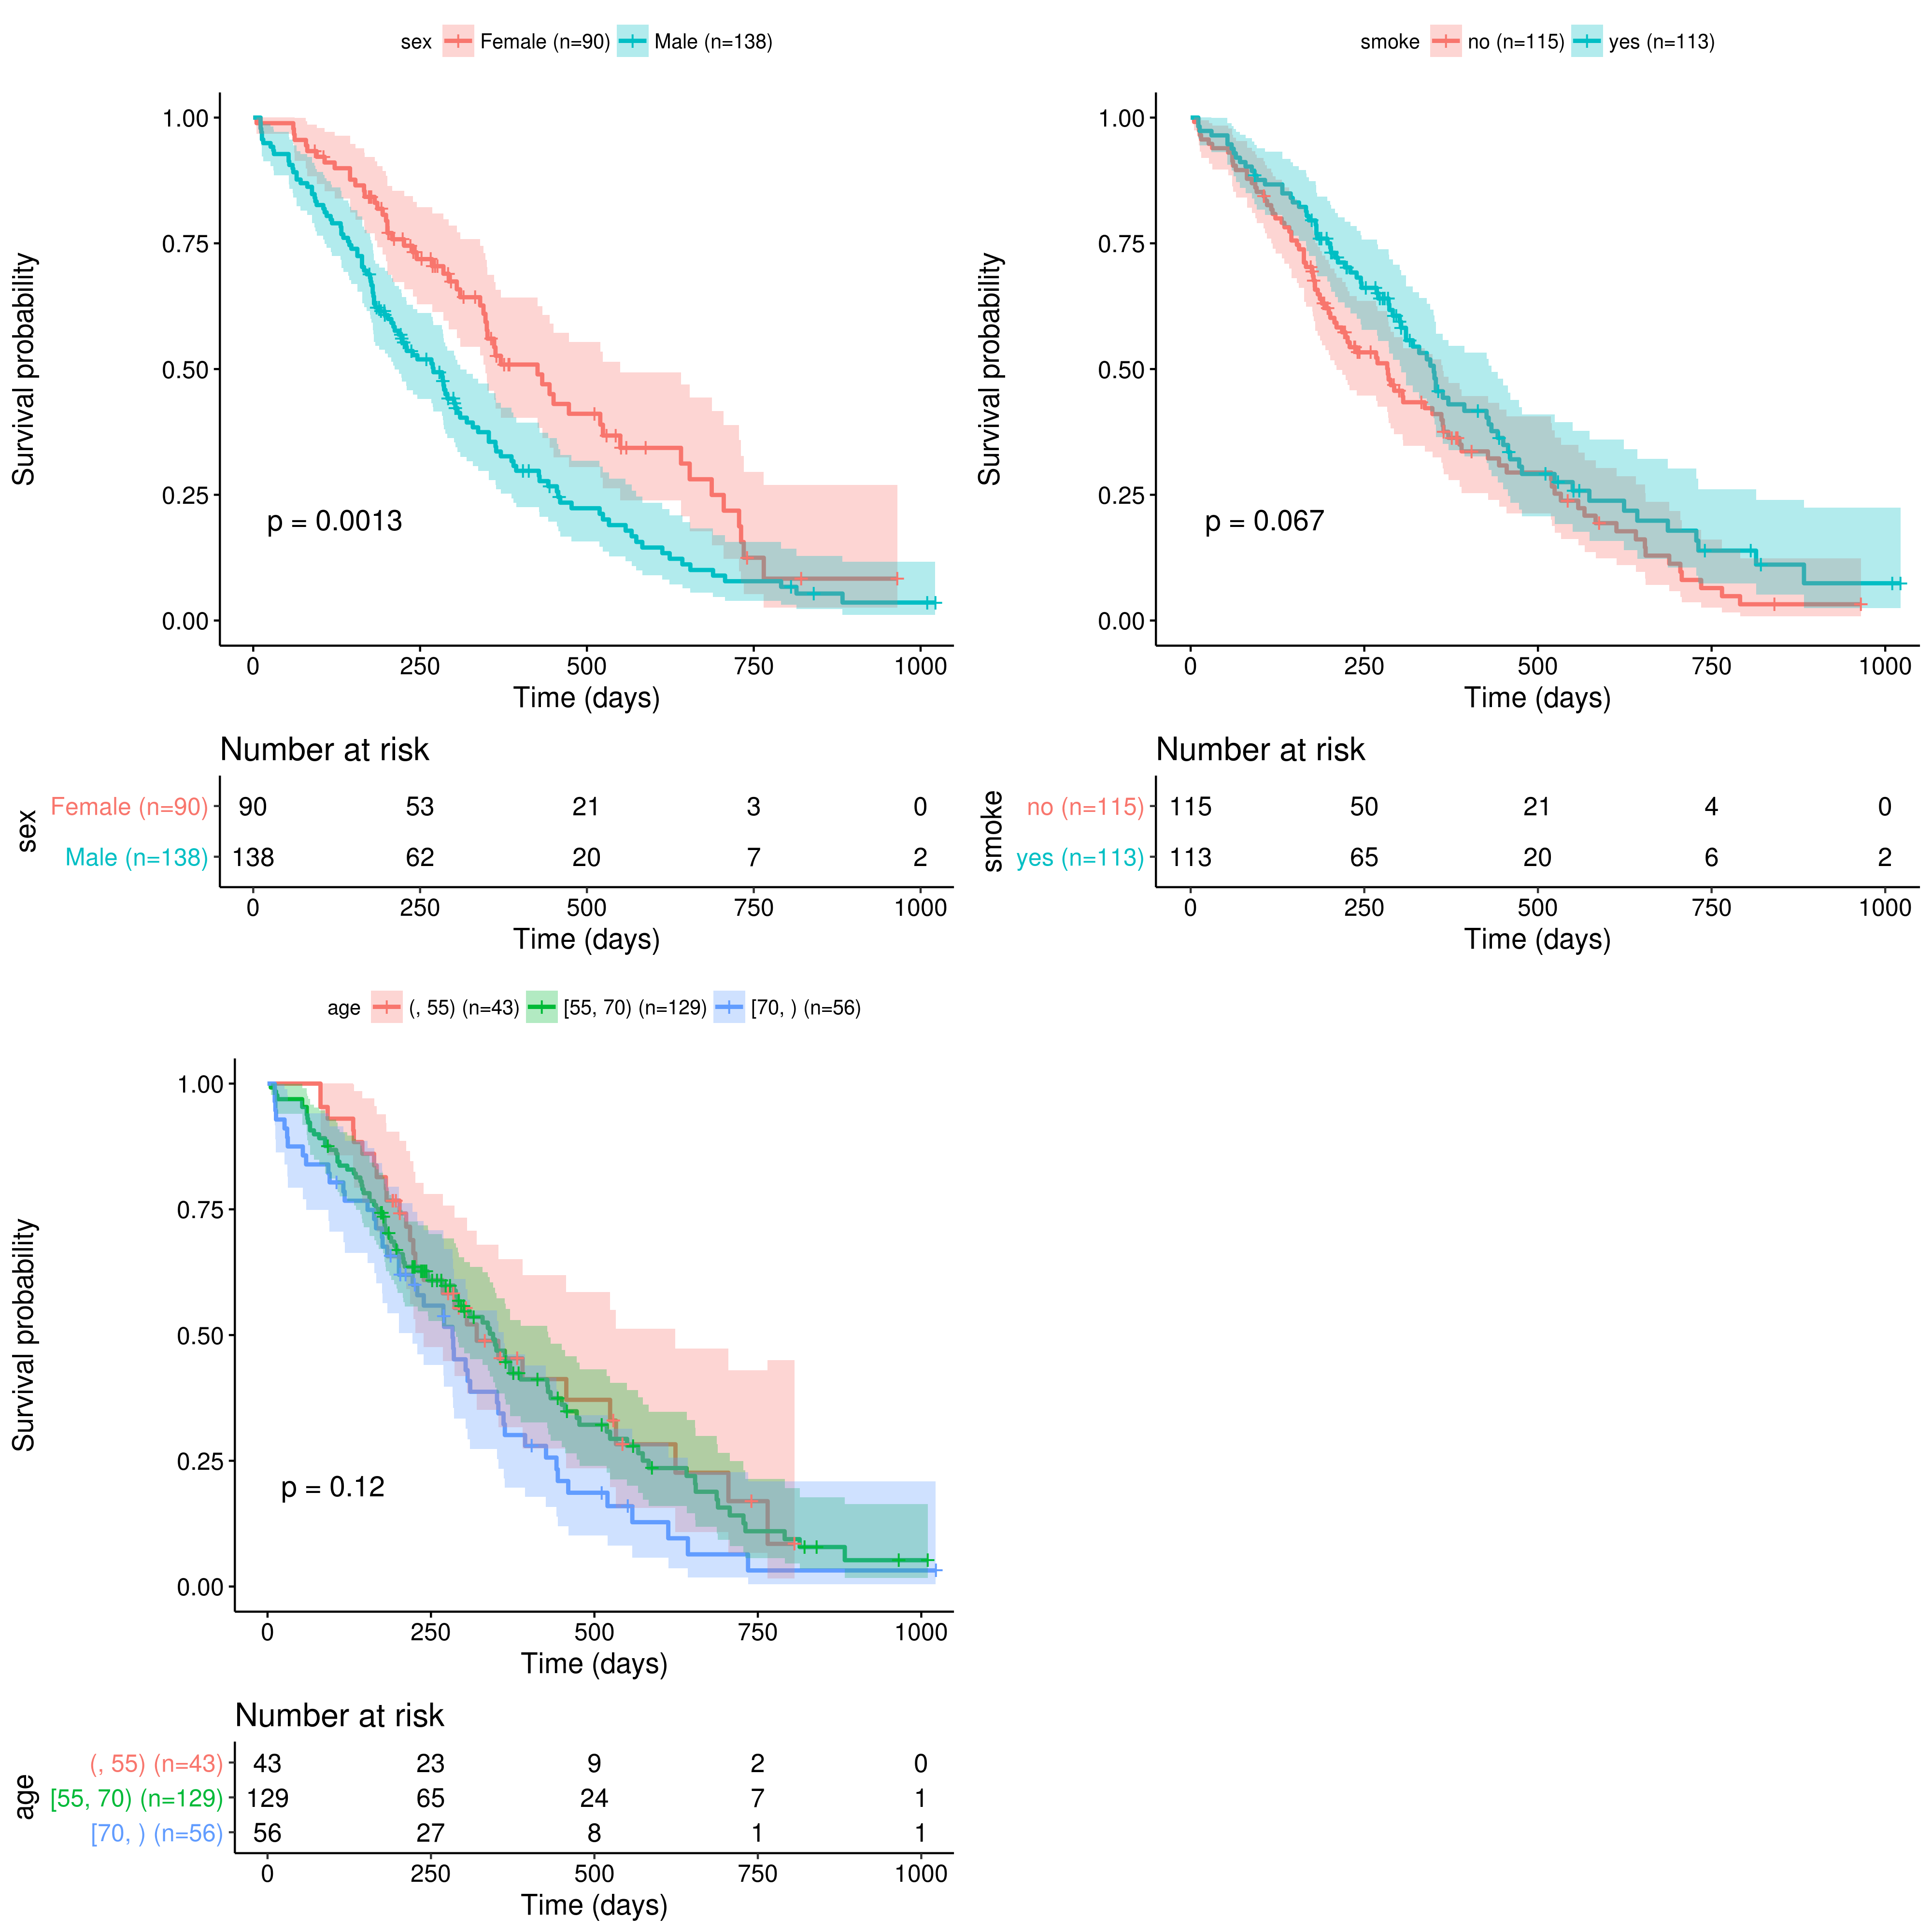 sex Female (n=90) Male (n=138)
Survival probability
1.00
0.75
0.50
0.25
0.00
p = 0.0013
0 250 500 750 1000
Time (days)
Number at risk
sex
Female (n=90) 90 53 21 3 0
Male (n=138) 138 62 20 7 2
0 250 500 750 1000
Time (days)
smoke no (n=115) yes (n=113)
Survival probability
1.00
0.75
0.50
0.25
0.00
p = 0.067
0 250 500 750 1000
Time (days)
Number at risk
smoke
no (n=115) 115 50 21 4 0
yes (n=113) 113 65 20 6 2
0 250 500 750 1000
Time (days)
age (, 55) (n=43) [55, 70) (n=129) [70, ) (n=56)
Survival probability
1.00
0.75
0.50
0.25
0.00
p = 0.12
0 250 500 750 1000
Time (days)
Number at risk
age
(, 55) (n=43) 43 23 9 2 0
[55, 70) (n=129) 129 65 24 7 1
[70, ) (n=56) 56 27 8 1 1
0 250 500 750 1000
Time (days)